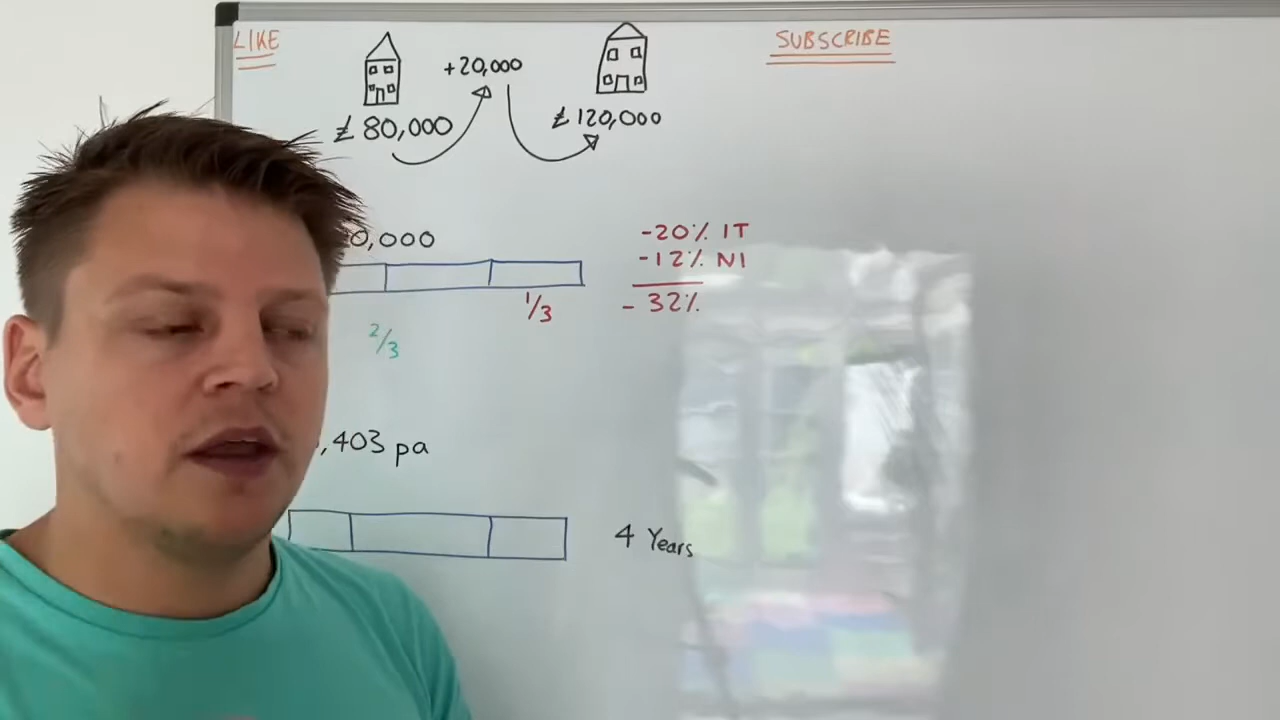 LIKE
SUBSCRIBE
+20,000
£80,000
£120,000
0,000
-20% IT
-12% NI
- 32%
1/3
2/3
,403 pa
4 Years